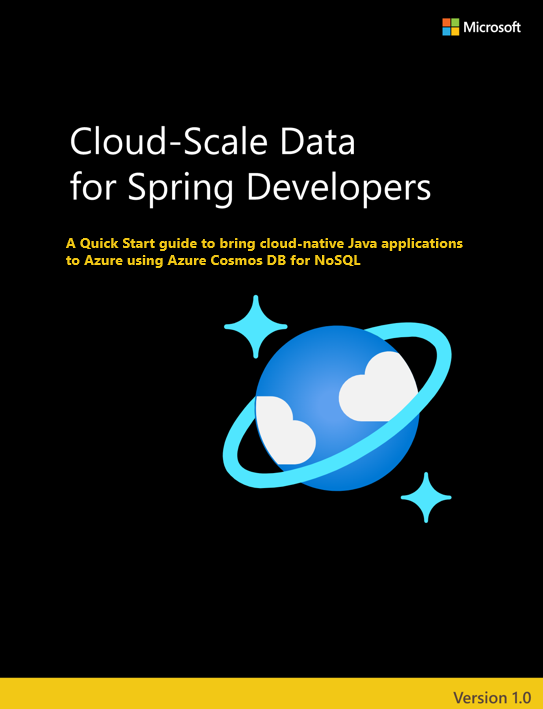 Microsoft
Cloud-Scale Data
for Spring Developers
A Quick Start guide to bring cloud-native Java applications
to Azure using Azure Cosmos DB for NoSQL
Version 1.0